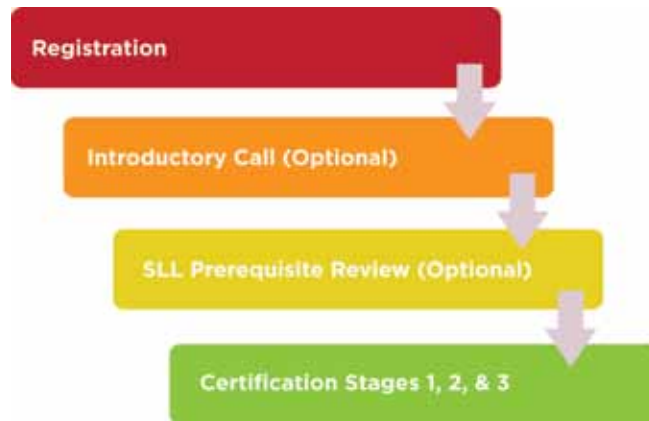 Registration
Introductory Call (Optional)
SLL Prerequisite Review (Optional)
Certification Stages 1, 2, & 3